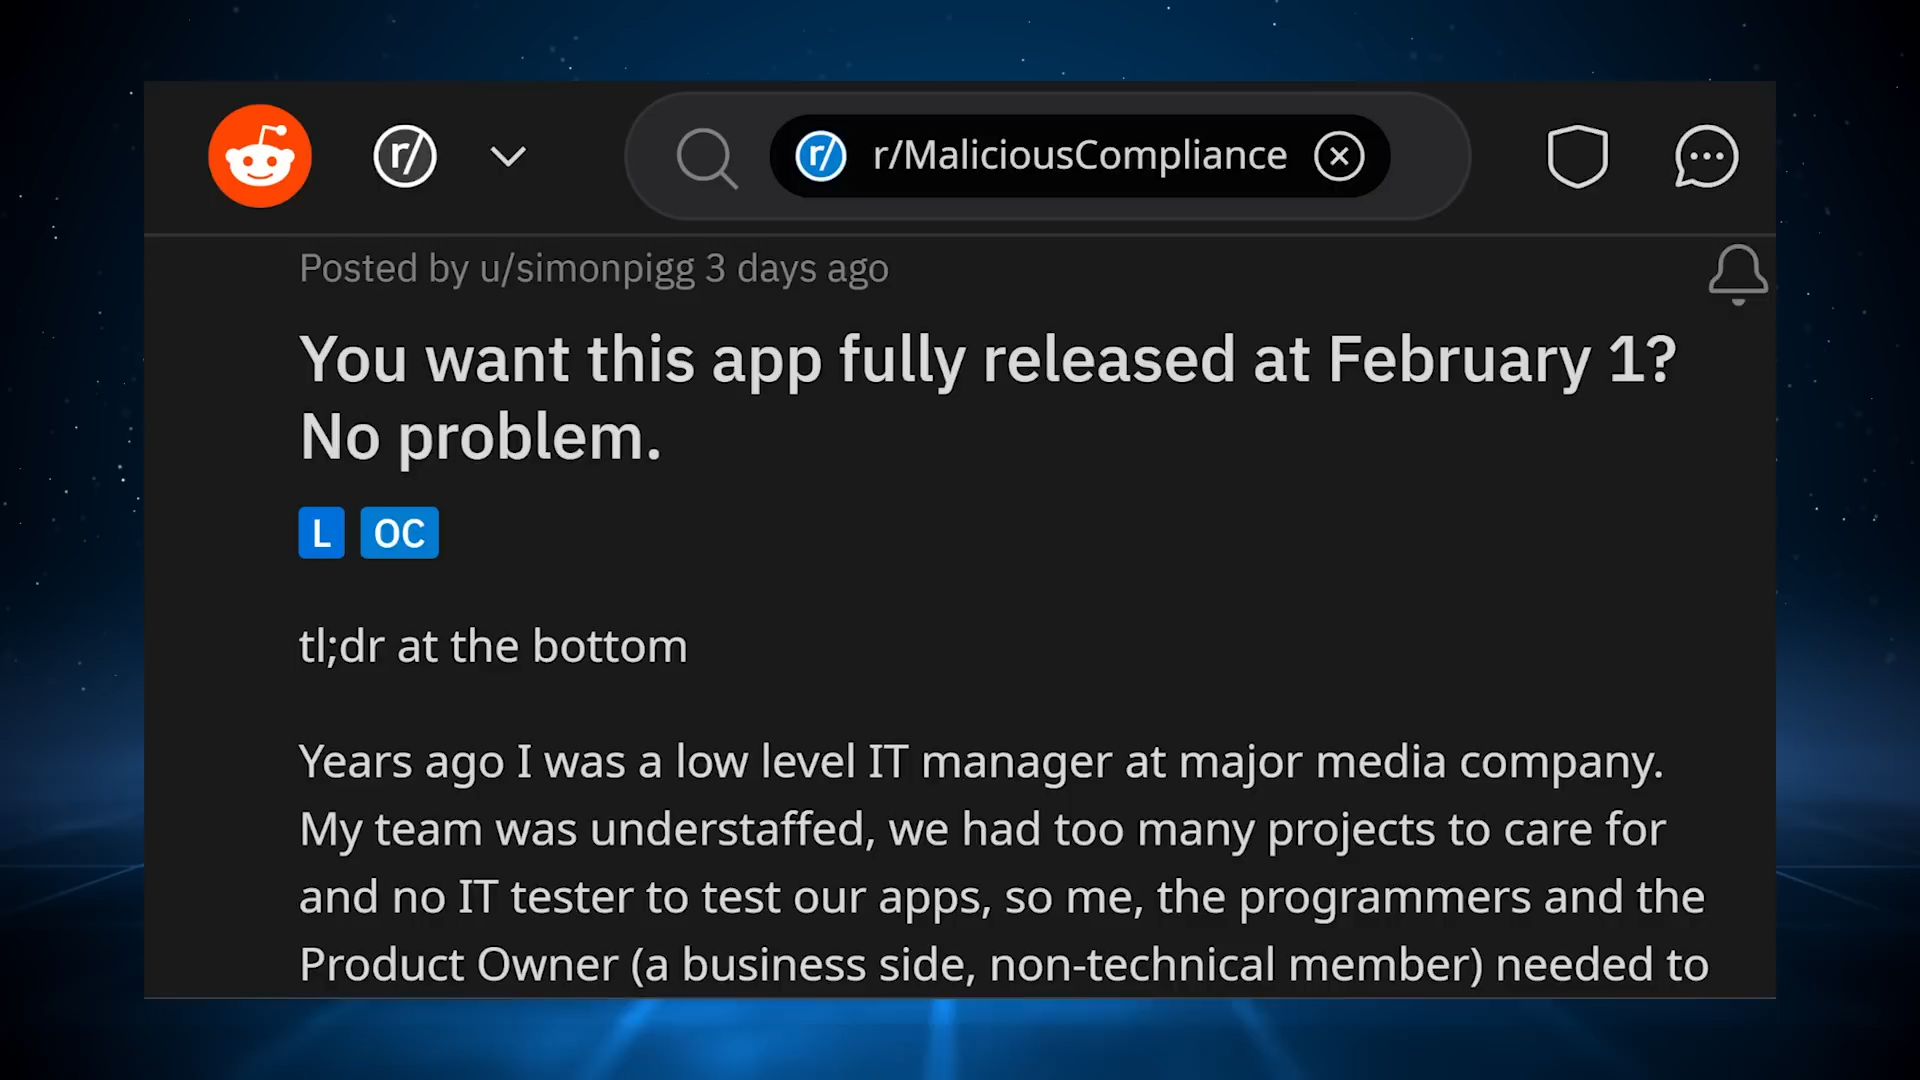 r/ r/ r/MaliciousCompliance
Posted by u/simonpigg 3 days ago
You want this app fully released at February 1?
No problem.
L OC
tl;dr at the bottom
Years ago I was a low level IT manager at major media company.
My team was understaffed, we had too many projects to care for
and no IT tester to test our apps, so me, the programmers and the
Product Owner (a business side, non-technical member) needed to